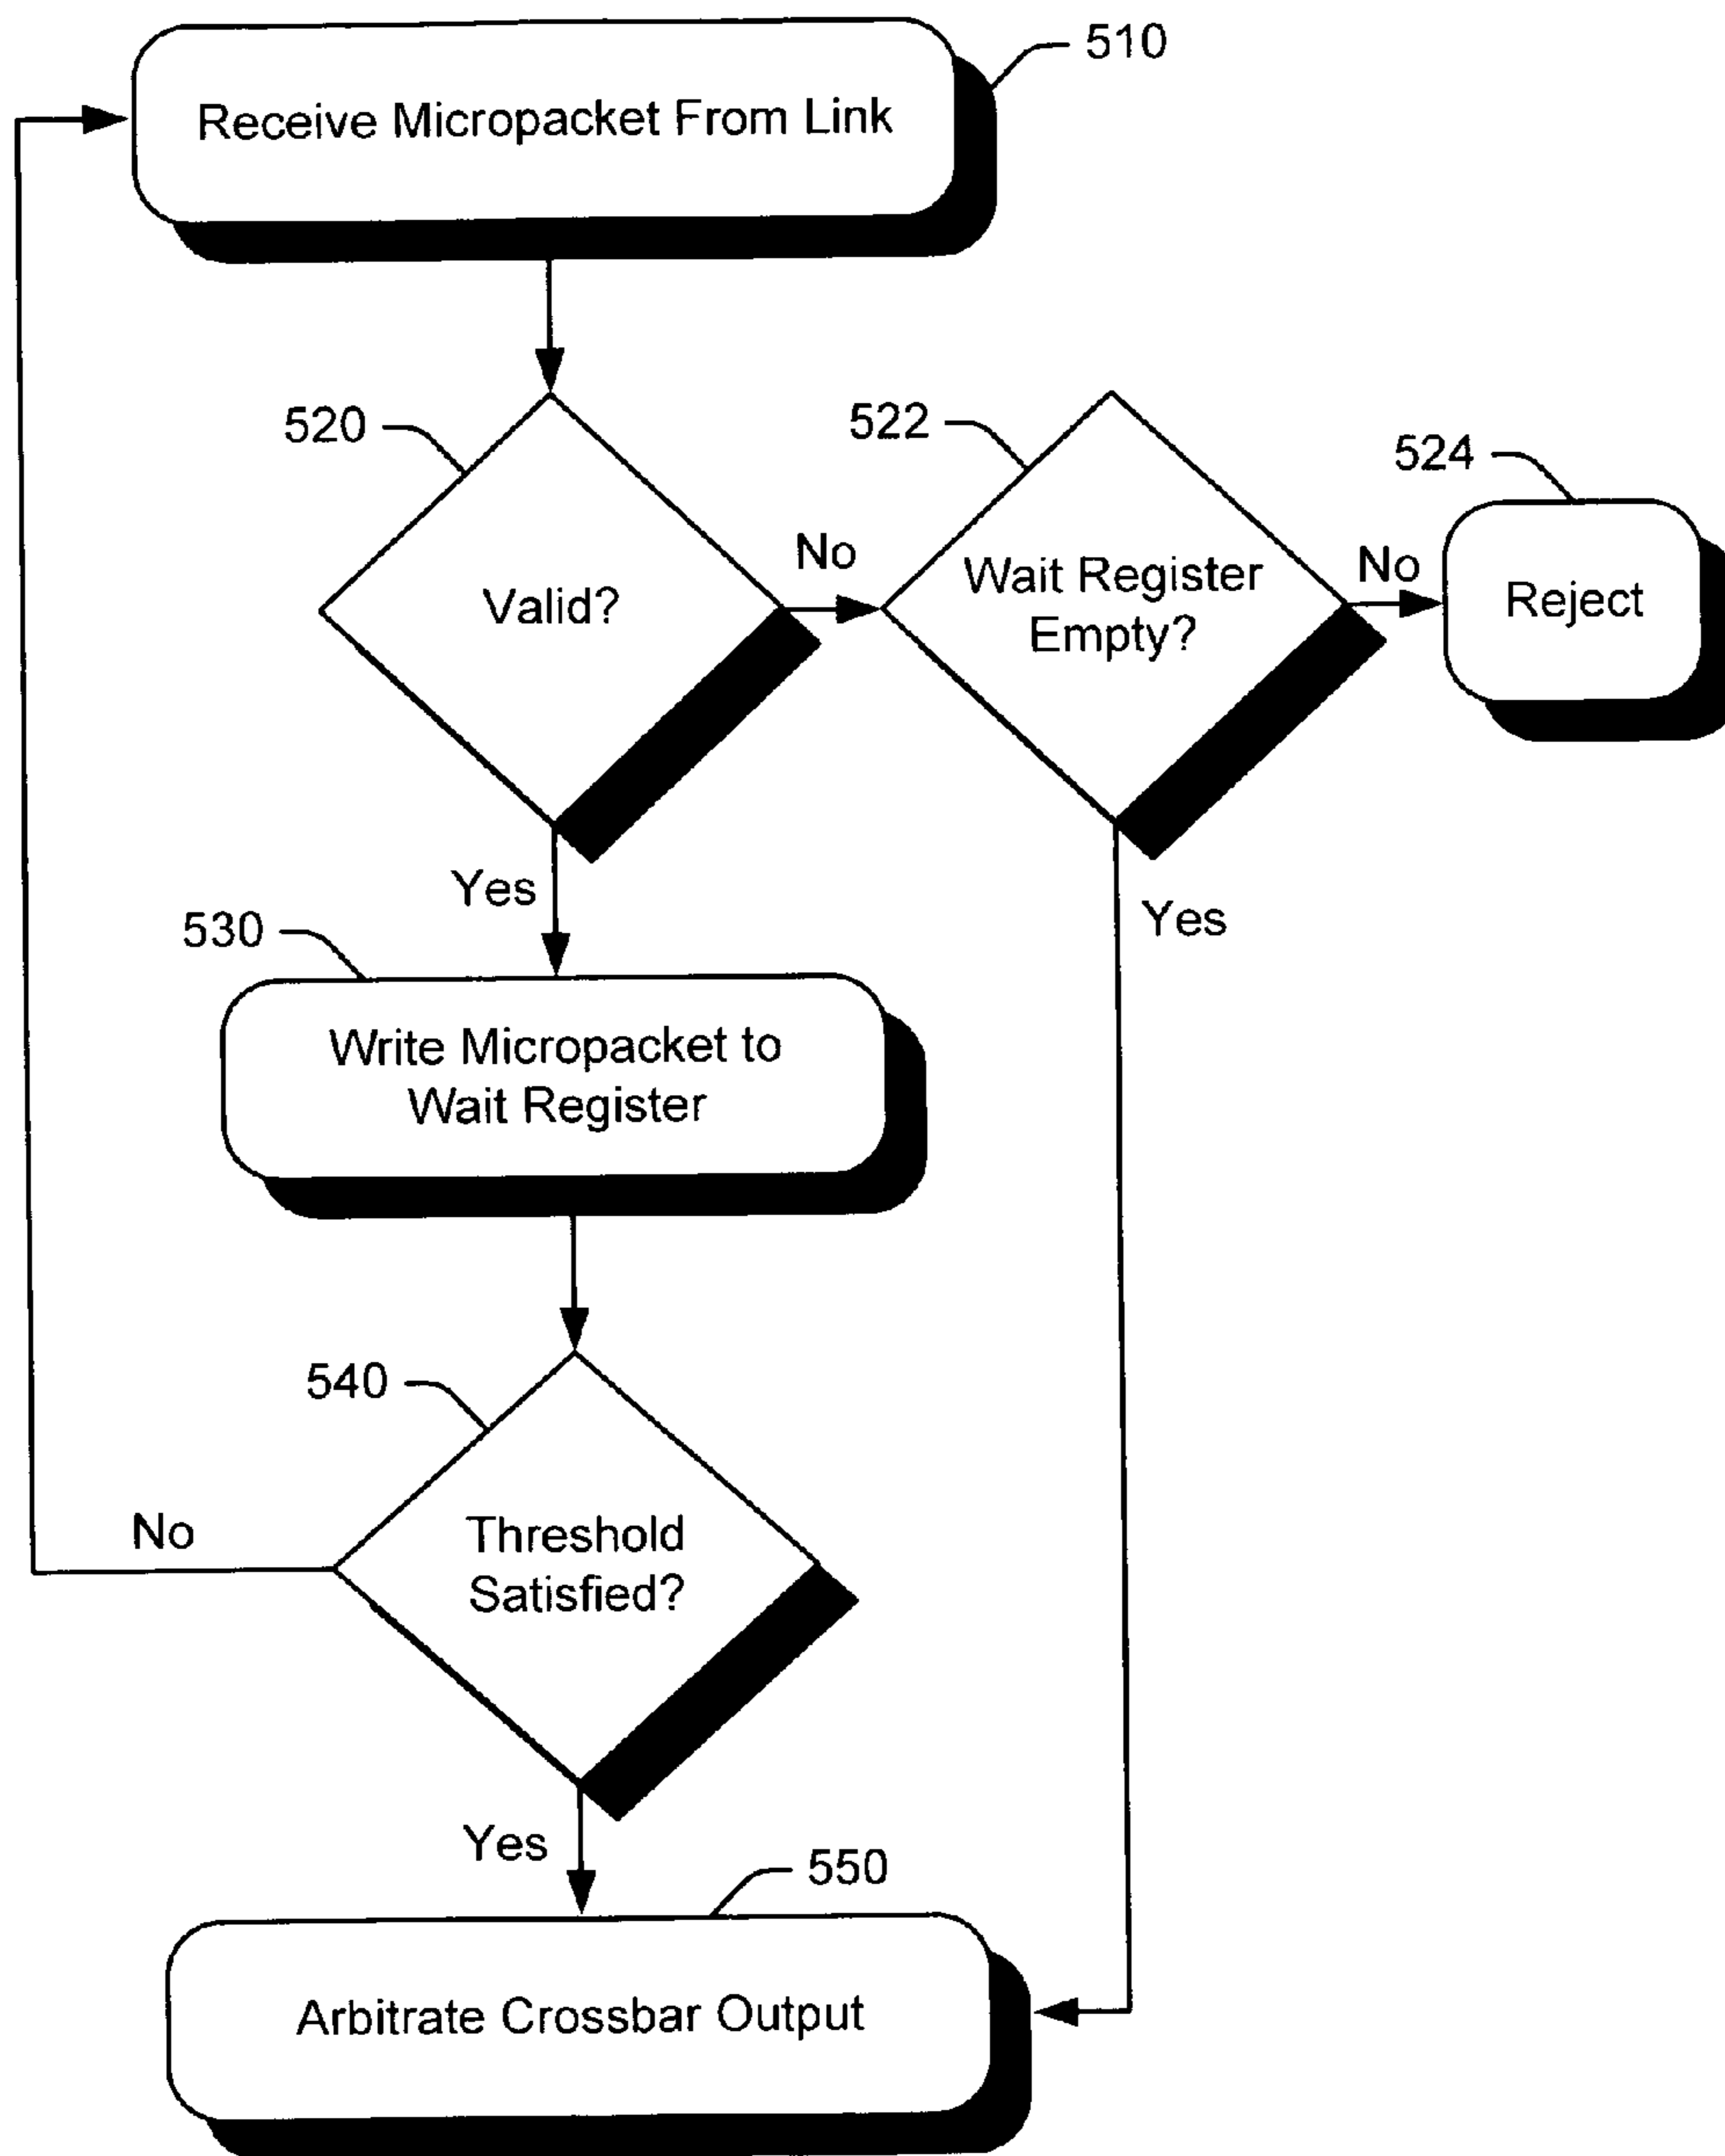 510
Receive Micropacket From Link
520
522
524
Valid?
No
Wait Register
Empty?
No
Reject
Yes
Yes
530
Write Micropacket to
Wait Register
540
No
Threshold
Satisfied?
Yes
550
Arbitrate Crossbar Output